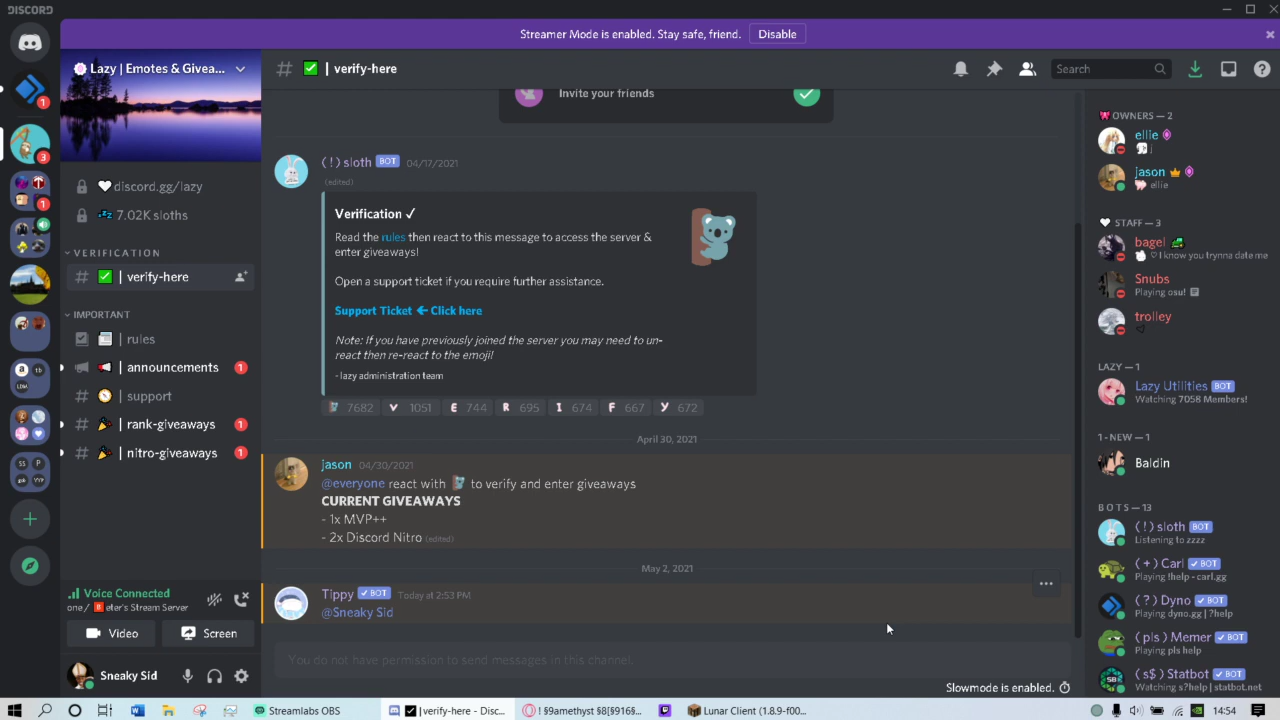 DISCORD
Streamer Mode is enabled. Stay safe, friend.
Disable
Lazy | Emotes & Givea...
discord.gg/lazy
7.02K sloths
VERIFICATION
| verify-here
IMPORTANT
| rules
| announcements 1
| support
| rank-giveaways 1
| nitro-giveaways 1
Voice Connected
one / eter's Stream Server
Video
Screen
Sneaky Sid
# | verify-here
Search
Invite your friends
(!) sloth BOT 04/17/2021
(edited)
Verification ✓
Read the rules then react to this message to access the server &
enter giveaways!
Open a support ticket if you require further assistance.
Support Ticket ← Click here
Note: If you have previously joined the server you may need to un-
react then re-react to the emoji!
- lazy administration team
7682 V 1051 E 744 R 695 I 674 F 667 Y 672
April 30, 2021
jason 04/30/2021
@everyone react with to verify and enter giveaways
CURRENT GIVEAWAYS
- 1x MVP++
- 2x Discord Nitro (edited)
May 2, 2021
Tippy ✓ BOT Today at 2:53 PM
@Sneaky Sid
You do not have permission to send messages in this channel.
Slowmode is enabled.
OWNERS — 2
ellie
j
jason
ellie
STAFF — 3
bagel
I know you trynna date me
Snubs
Playing osu!
trolley
LAZY — 1
Lazy Utilities BOT
Watching 7058 Members!
1 - NEW — 1
Baldin
BOTS — 13
(!) sloth BOT
Listening to zzzz
(+) Carl ✓ BOT
Playing !help - carl.gg
(?) Dyno ✓ BOT
Playing dyno.gg | ?help
(pls) Memer ✓ BOT
Playing pls help
(s$) Statbot ✓ BOT
Watching s?help | statbot.net
Streamlabs OBS
| verify-here - Disc...
! §9amethyst §8[§916§...
Lunar Client (1.8.9-f00...
14:54